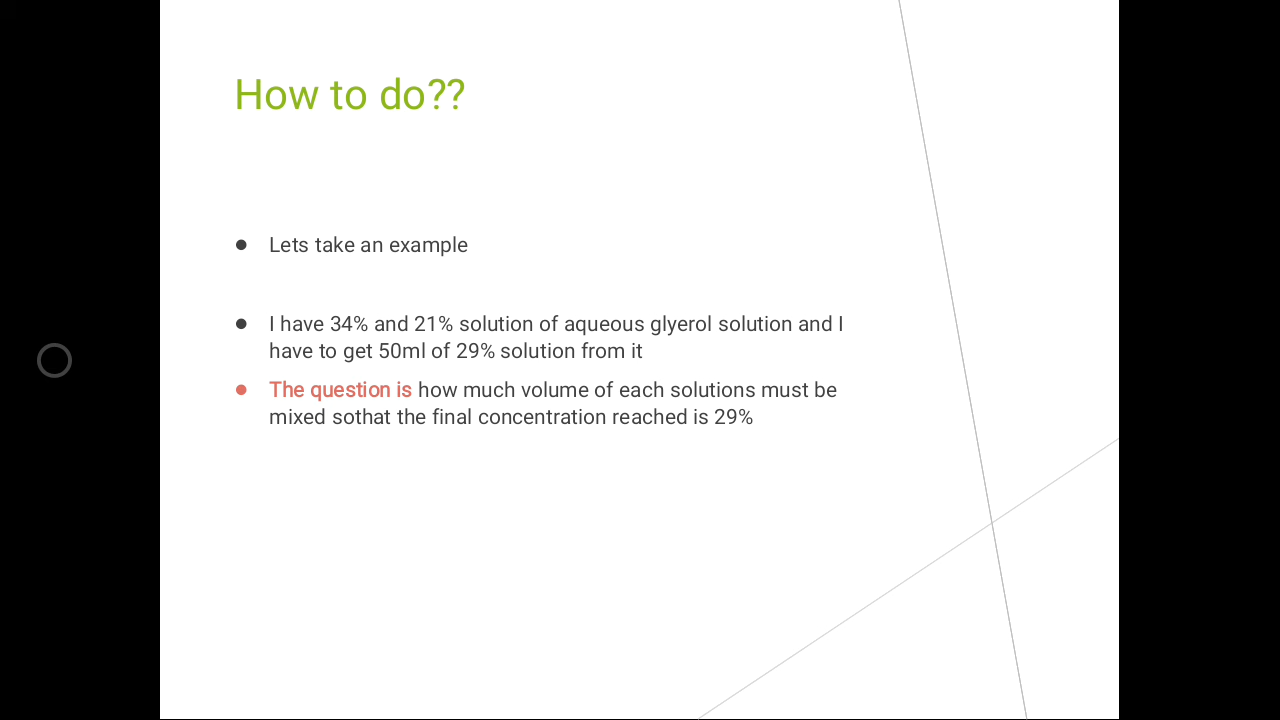 How to do??
Lets take an example
I have 34% and 21% solution of aqueous glyerol solution and I
have to get 50ml of 29% solution from it
The question is how much volume of each solutions must be
mixed sothat the final concentration reached is 29%